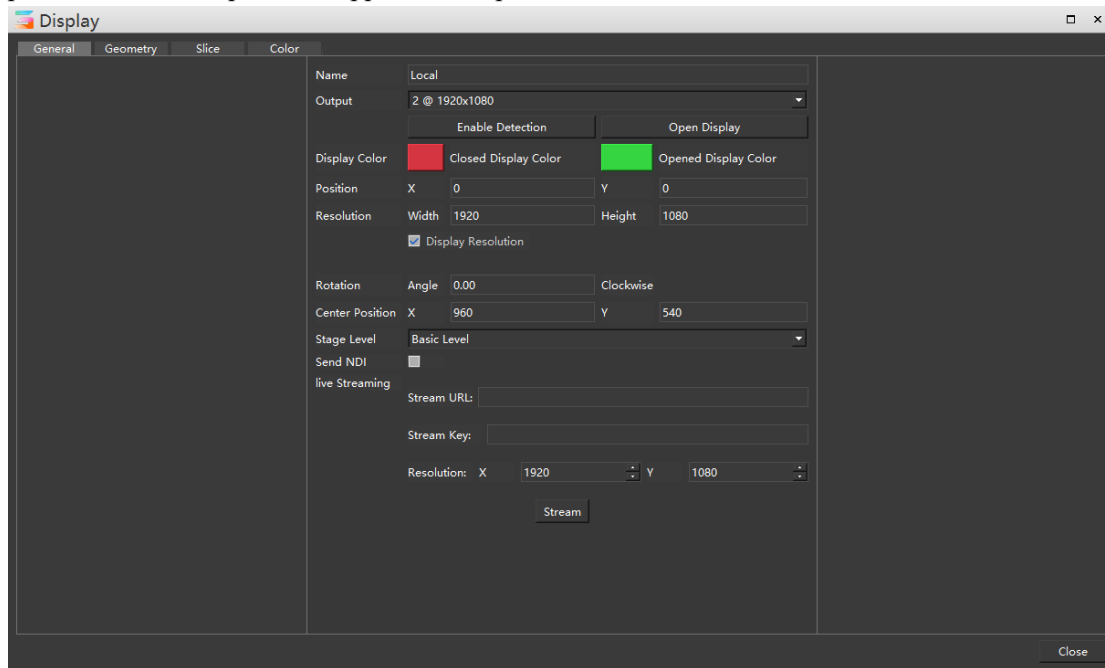 Display
General Geometry Slice Color
Name Local
Output 2 @ 1920x1080
Enable Detection Open Display
Display Color Closed Display Color Opened Display Color
Position X 0 Y 0
Resolution Width 1920 Height 1080
Display Resolution
Rotation Angle 0.00 Clockwise
Center Position X 960 Y 540
Stage Level Basic Level
Send NDI
live Streaming
Stream URL:
Stream Key:
Resolution: X 1920 Y 1080
Stream
Close